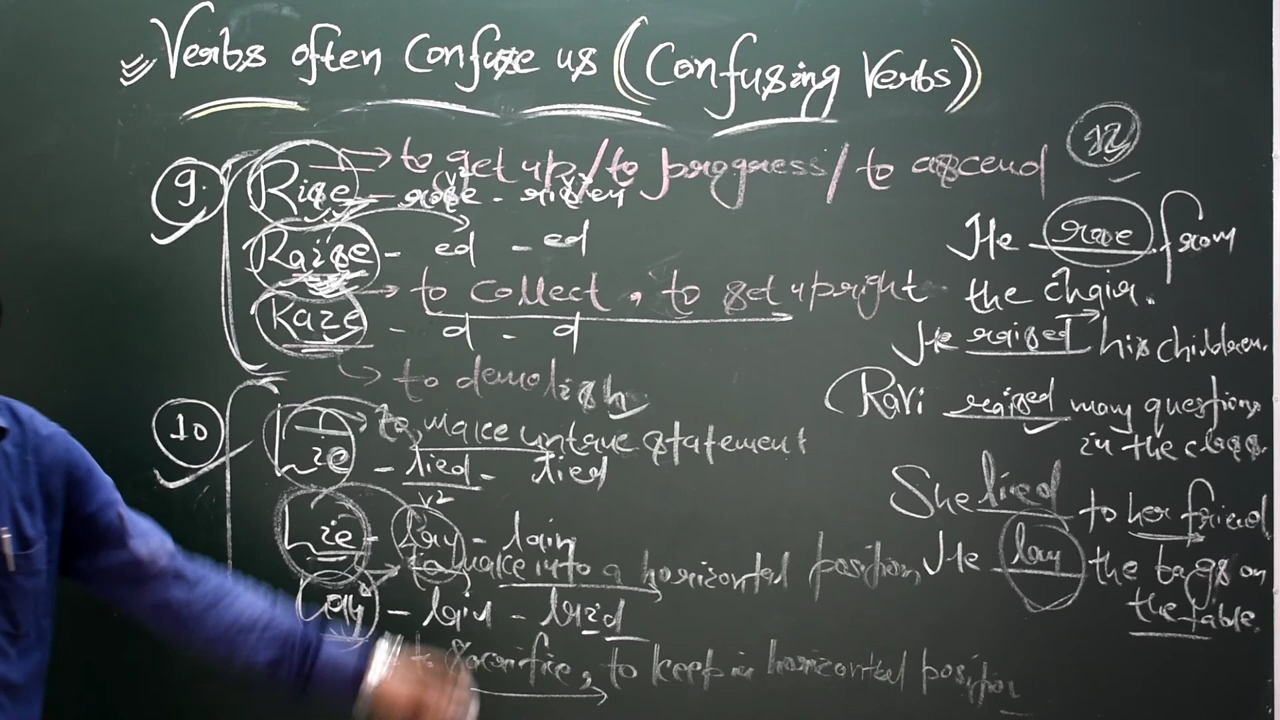 Verbs often Confuse us (Confusing Verbs)
12
9. Rise → to get up/to progress/to ascend
Rise - rose - risen
V2 V3
Raise - ed - ed
→ to collect, to get upright
Raze - d - d
→ to demolish
10 Lie → to make untrue statement
- lied - lied
V2
Lie - lay - lain
→ to make into a horizontal position
Lay - laid - laid
to sacrifice, to keep in horizontal position
He rose from
the chair.
He raised his children.
Ravi raised many questions
in the class.
She lied to her friend
He lay the bags on
the table.